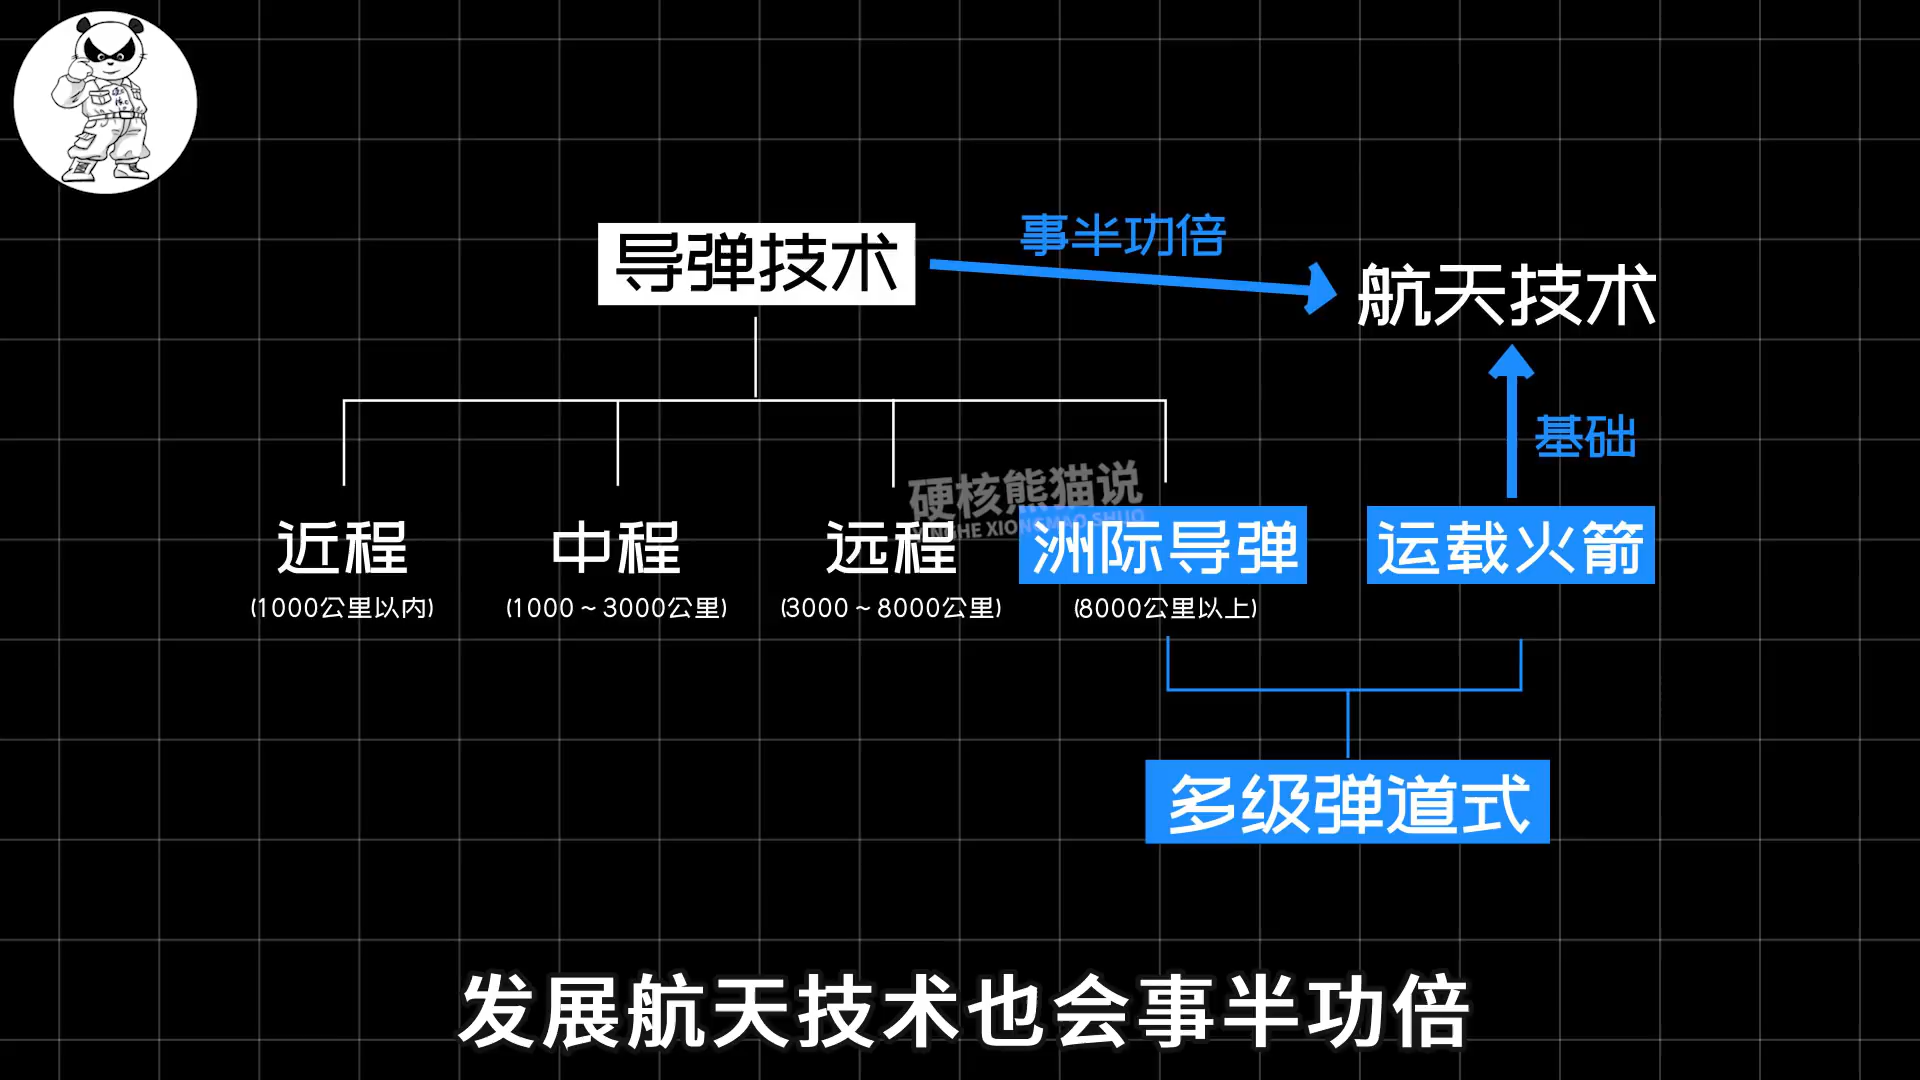 事半功倍
导弹技术
航天技术
基础
硬核熊猫说
YINGHE XIONGMAO SHUO
近程
中程
远程
洲际导弹
运载火箭
(1000公里以内)
(1000～3000公里)
(3000～8000公里)
(8000公里以上)
多级弹道式
发展航天技术也会事半功倍